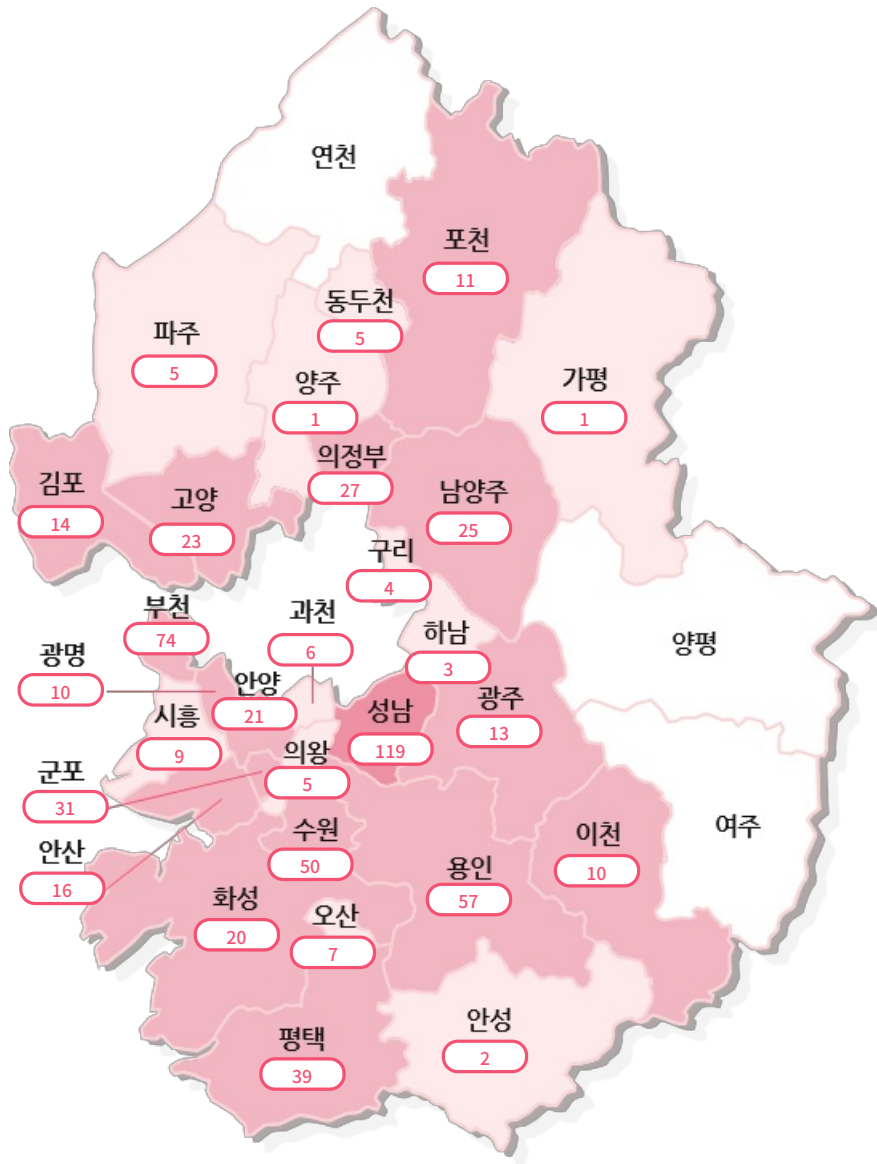 연천
포천
11
동두천
5
파주
5
양주
1
가평
1
의정부
27
김포
14
고양
23
남양주
25
구리
4
부천
74
과천
6
하남
3
양평
광명
10
안양
21
시흥
9
성남
119
광주
13
의왕
5
군포
31
수원
50
이천
10
여주
안산
16
용인
57
화성
20
오산
7
안성
2
평택
39